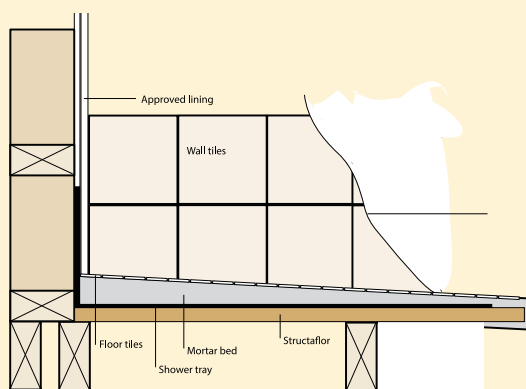 Approved lining
Wall tiles
Floor tiles
Mortar bed
Structaflor
Shower tray